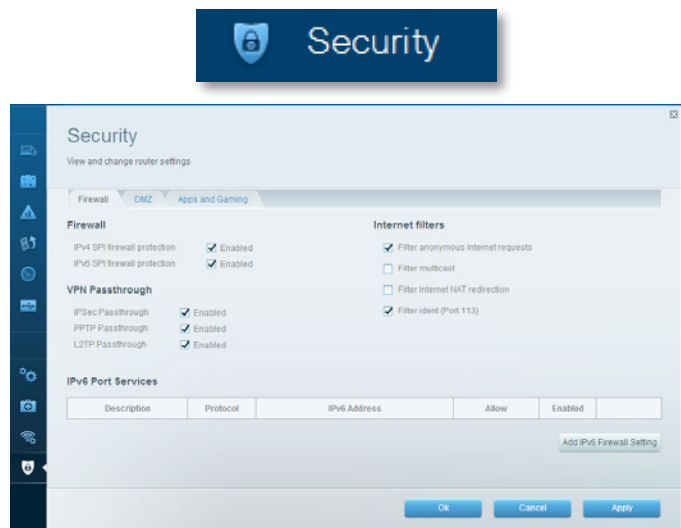 Security
Security
View and change router settings
Firewall DMZ Apps and Gaming
Firewall
IPv4 SPI firewall protection Enabled
IPv6 SPI firewall protection Enabled
VPN Passthrough
IPSec Passthrough Enabled
PPTP Passthrough Enabled
L2TP Passthrough Enabled
Internet filters
Filter anonymous Internet requests
Filter multicast
Filter Internet NAT redirection
Filter ident (Port 113)
IPv6 Port Services
Description Protocol IPv6 Address Allow Enabled
Add IPv6 Firewall Setting
Ok Cancel Apply